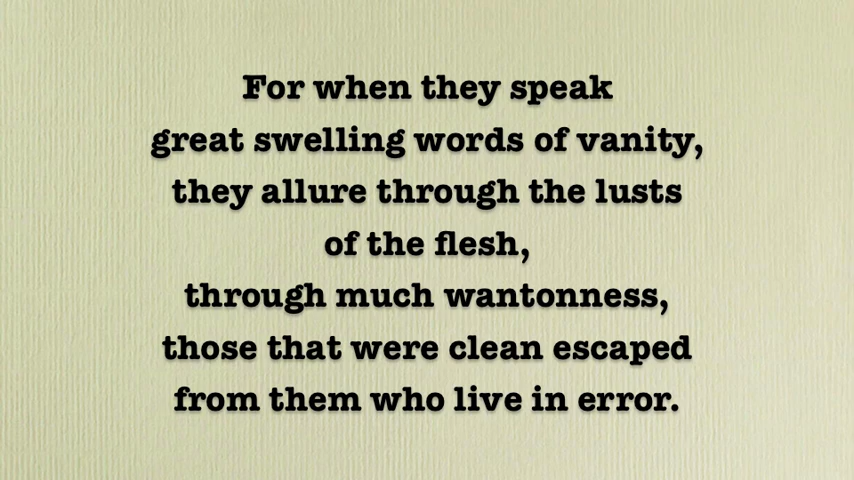 For when they speak
great swelling words of vanity,
they allure through the lusts
of the flesh,
through much wantonness,
those that were clean escaped
from them who live in error.